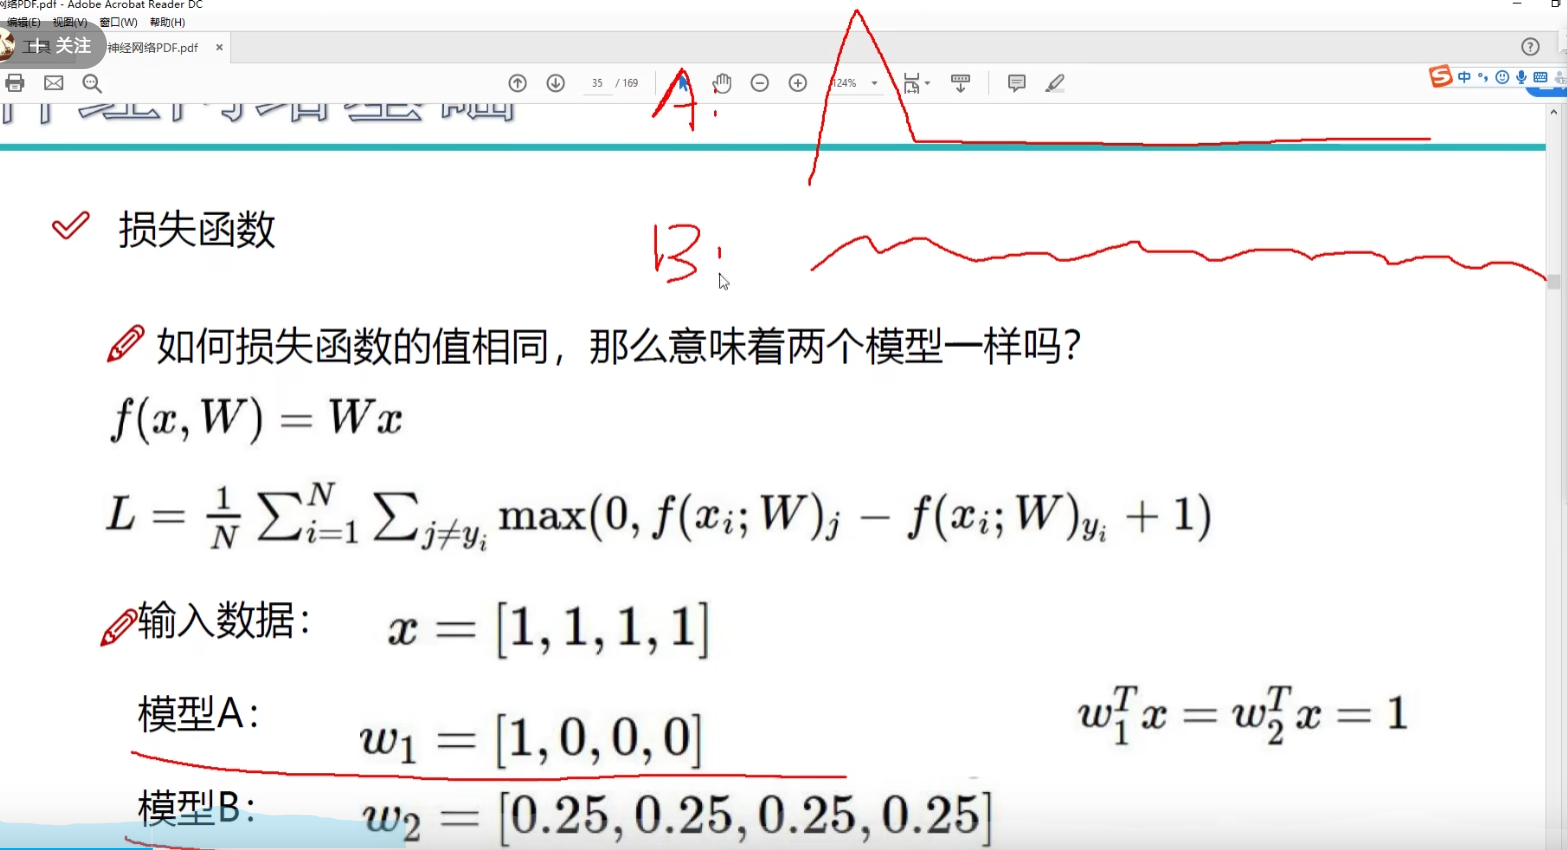 网络PDF.pdf - Adobe Acrobat Reader DC
编辑(E) 视图(V) 窗口(W) 帮助(H)
工具 十 关注 神经网络PDF.pdf ×
35 / 169 124% 中
A:
损失函数
B:
如何损失函数的值相同，那么意味着两个模型一样吗?
f(x, W) = Wx
L = \frac{1}{N} \sum_{i=1}^{N} \sum_{j≠y_i} max(0, f(x_i; W)_j − f(x_i; W)_{y_i} + 1)
输入数据： x = [1, 1, 1, 1]
模型A： w_1 = [1, 0, 0, 0]
w_1^T x = w_2^T x = 1
模型B： w_2 = [0.25, 0.25, 0.25, 0.25]